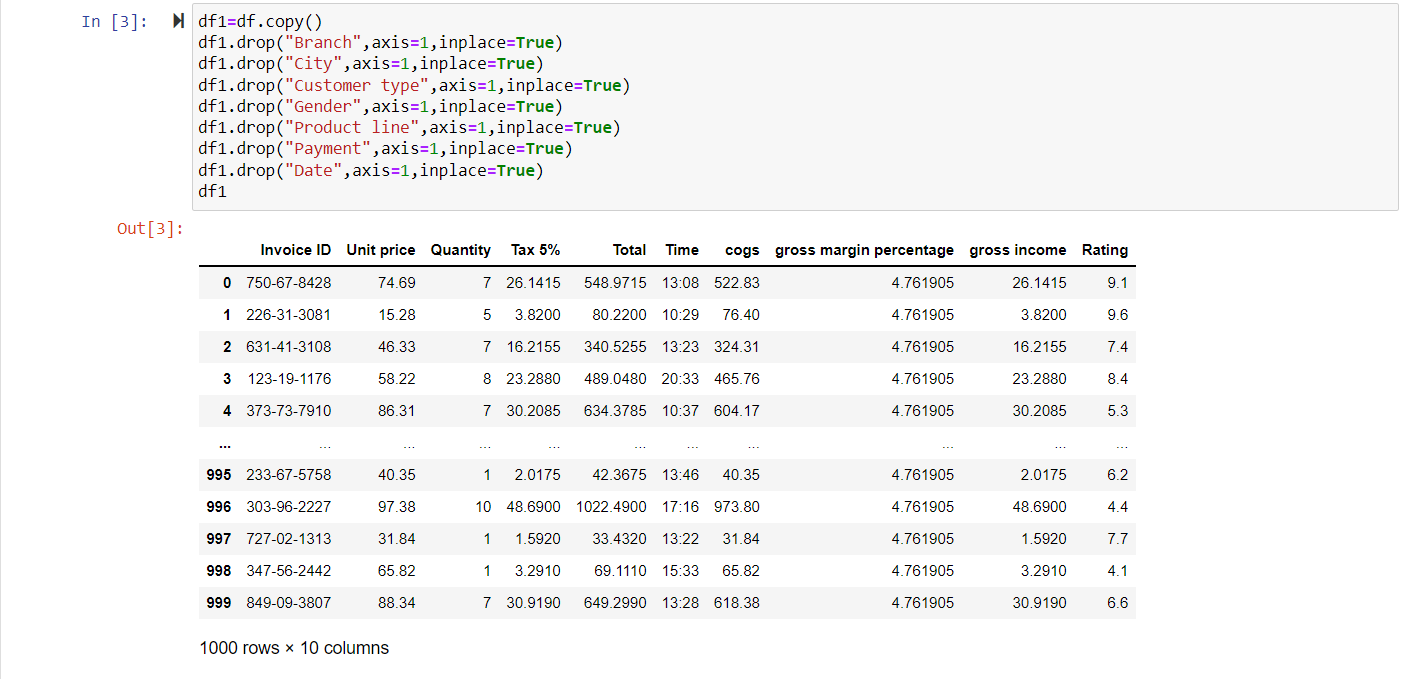 In [3]: df1=df.copy()
df1.drop("Branch",axis=1,inplace=True)
df1.drop("City",axis=1,inplace=True)
df1.drop("Customer type",axis=1,inplace=True)
df1.drop("Gender",axis=1,inplace=True)
df1.drop("Product line",axis=1,inplace=True)
df1.drop("Payment",axis=1,inplace=True)
df1.drop("Date",axis=1,inplace=True)
df1
Out[3]:
Invoice ID Unit price Quantity Tax 5% Total Time cogs gross margin percentage gross income Rating
0 750-67-8428 74.69 7 26.1415 548.9715 13:08 522.83 4.761905 26.1415 9.1
1 226-31-3081 15.28 5 3.8200 80.2200 10:29 76.40 4.761905 3.8200 9.6
2 631-41-3108 46.33 7 16.2155 340.5255 13:23 324.31 4.761905 16.2155 7.4
3 123-19-1176 58.22 8 23.2880 489.0480 20:33 465.76 4.761905 23.2880 8.4
4 373-73-7910 86.31 7 30.2085 634.3785 10:37 604.17 4.761905 30.2085 5.3
... ... ... ... ... ... ... ... ... ... ...
995 233-67-5758 40.35 1 2.0175 42.3675 13:46 40.35 4.761905 2.0175 6.2
996 303-96-2227 97.38 10 48.6900 1022.4900 17:16 973.80 4.761905 48.6900 4.4
997 727-02-1313 31.84 1 1.5920 33.4320 13:22 31.84 4.761905 1.5920 7.7
998 347-56-2442 65.82 1 3.2910 69.1110 15:33 65.82 4.761905 3.2910 4.1
999 849-09-3807 88.34 7 30.9190 649.2990 13:28 618.38 4.761905 30.9190 6.6
1000 rows × 10 columns